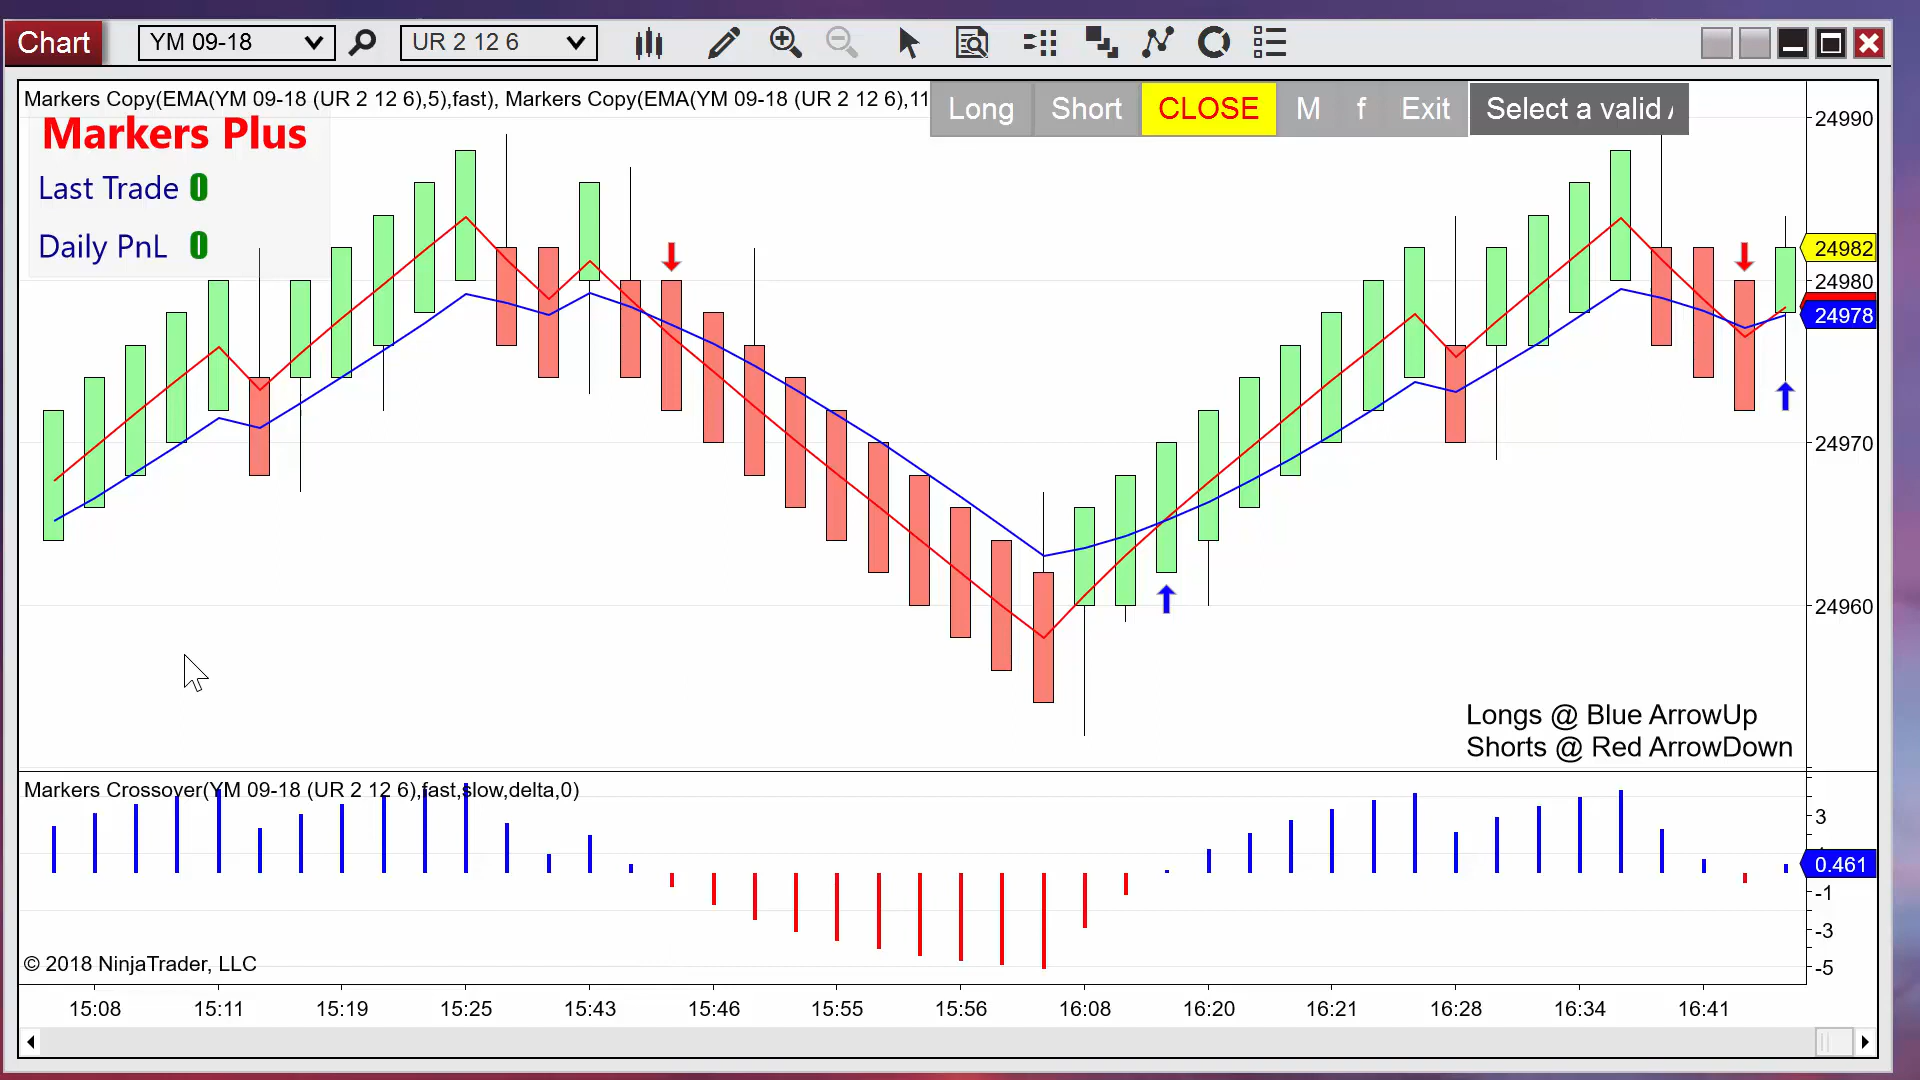 Chart YM 09-18 UR 2 12 6
Markers Copy(EMA(YM 09-18 (UR 2 12 6),5),fast), Markers Copy(EMA(YM 09-18 (UR 2 12 6),11
Long Short CLOSE M f Exit Select a valid
Markers Plus
Last Trade 0
Daily PnL 0
24990
24982
24980
24978
24970
24960
Longs @ Blue ArrowUp
Shorts @ Red ArrowDown
Markers Crossover(YM 09-18 (UR 2 12 6),fast,slow,delta,0)
3
0.461
-1
-3
-5
© 2018 NinjaTrader, LLC
15:08 15:11 15:19 15:25 15:43 15:46 15:55 15:56 16:08 16:20 16:21 16:28 16:34 16:41